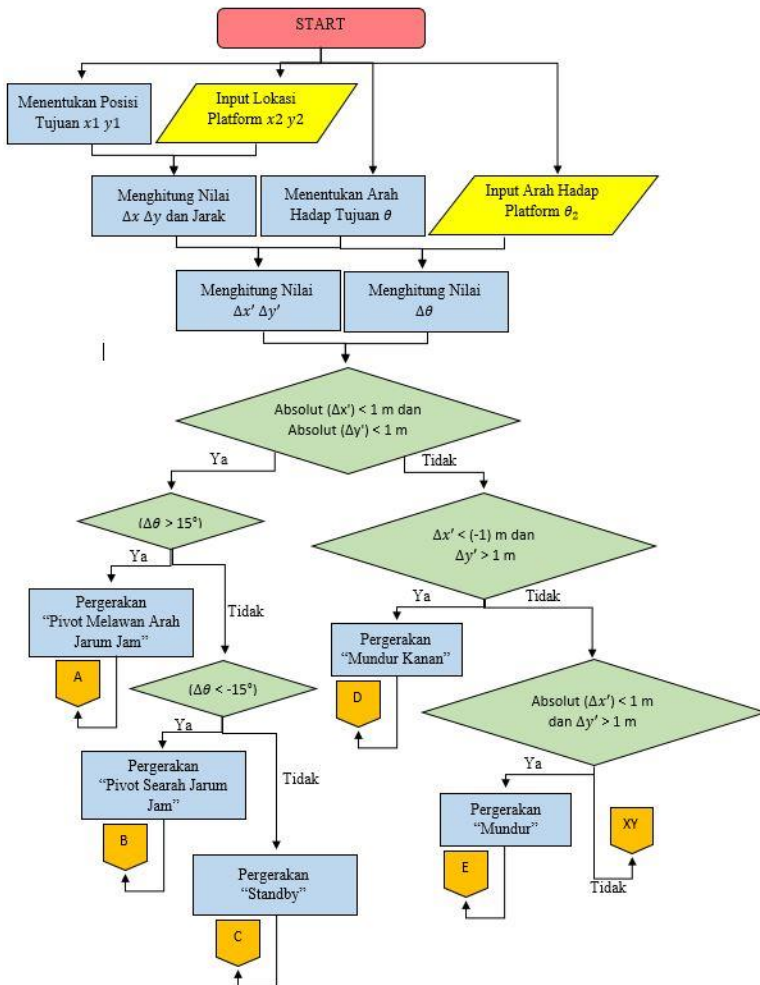 START
Menentukan Posisi
Tujuan x1 y1
Input Lokasi
Platform x2 y2
Menghitung Nilai
Δx Δy dan Jarak
Menentukan Arah
Hadap Tujuan θ
Input Arah Hadap
Platform θ₂
Menghitung Nilai
Δx′ Δy′
Menghitung Nilai
Δθ
Absolut (Δx') < 1 m dan
Absolut (Δy') < 1 m
Ya
Tidak
(Δθ > 15°)
Δx′ < (-1) m dan
Δy′ > 1 m
Ya
Tidak
Ya
Tidak
Pergerakan
“Pivot Melawan Arah
Jarum Jam”
Pergerakan
“Mundur Kanan”
A
(Δθ < -15°)
D
Absolut (Δx′) < 1 m
dan Δy′ > 1 m
Ya
Tidak
Ya
Pergerakan
“Pivot Searah Jarum
Jam”
Pergerakan
“Mundur”
XY
B
E
Tidak
Pergerakan
“Standby”
C